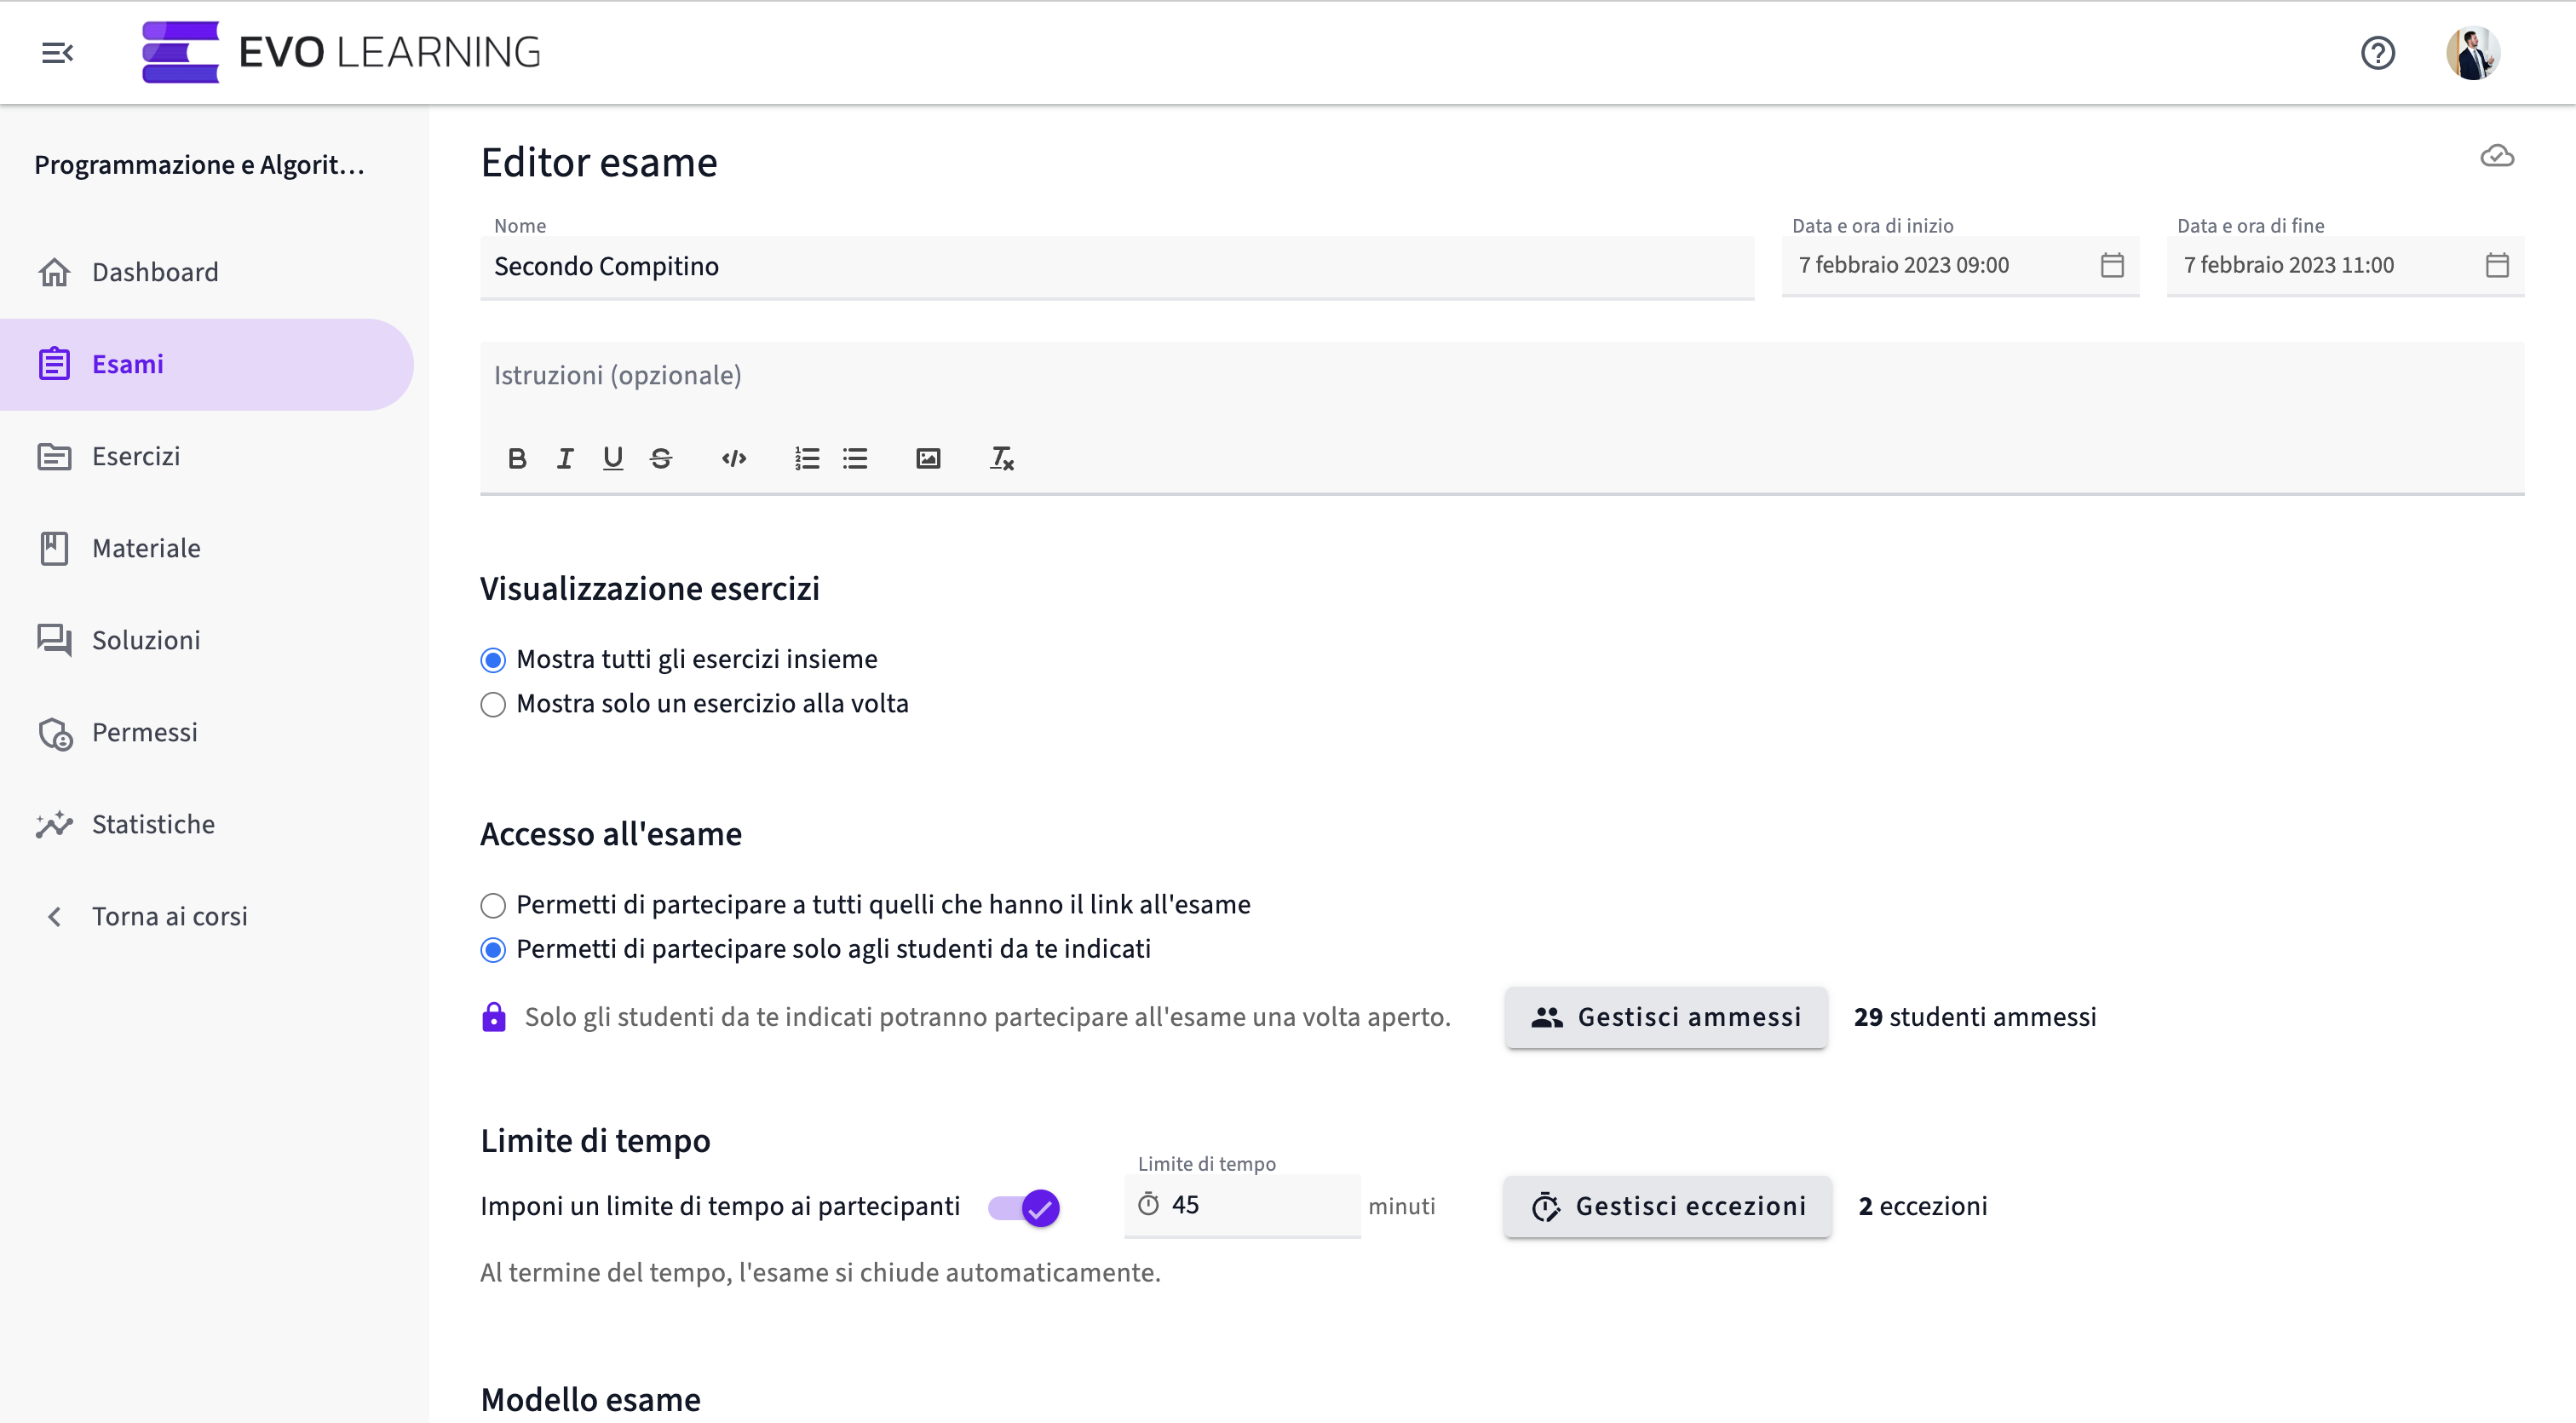 EVO LEARNING
Programmazione e Algorit...
Dashboard
Esami
Esercizi
Materiale
Soluzioni
Permessi
Statistiche
Torna ai corsi
Editor esame
Nome
Secondo Compitino
Data e ora di inizio
7 febbraio 2023 09:00
Data e ora di fine
7 febbraio 2023 11:00
Istruzioni (opzionale)
Visualizzazione esercizi
Mostra tutti gli esercizi insieme
Mostra solo un esercizio alla volta
Accesso all'esame
Permetti di partecipare a tutti quelli che hanno il link all'esame
Permetti di partecipare solo agli studenti da te indicati
Solo gli studenti da te indicati potranno partecipare all'esame una volta aperto.
Gestisci ammessi
29 studenti ammessi
Limite di tempo
Imponi un limite di tempo ai partecipanti
Limite di tempo
45
minuti
Gestisci eccezioni
2 eccezioni
Al termine del tempo, l'esame si chiude automaticamente.
Modello esame